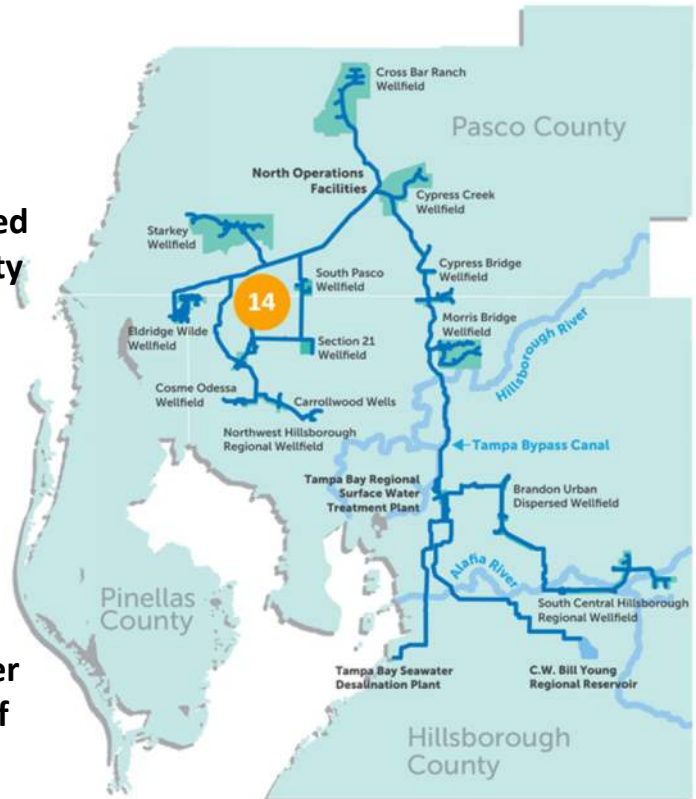 Cross Bar Ranch
Wellfield
Pasco County
North Operations
Facilities
Cypress Creek
Wellfield
Starkey
Wellfield
Cypress Bridge
Wellfield
South Pasco
Wellfield
14
Morris Bridge
Wellfield
Eldridge Wilde
Wellfield
Section 21
Wellfield
Hillsborough River
Cosme Odessa
Wellfield
Carrollwood Wells
Northwest Hillsborough
Regional Wellfield
Tampa Bypass Canal
Tampa Bay Regional
Surface Water
Treatment Plant
Brandon Urban
Dispersed Wellfield
Alafia River
Pinellas
County
South Central Hillsborough
Regional Wellfield
Tampa Bay Seawater
Desalination Plant
C.W. Bill Young
Regional Reservoir
Hillsborough
County